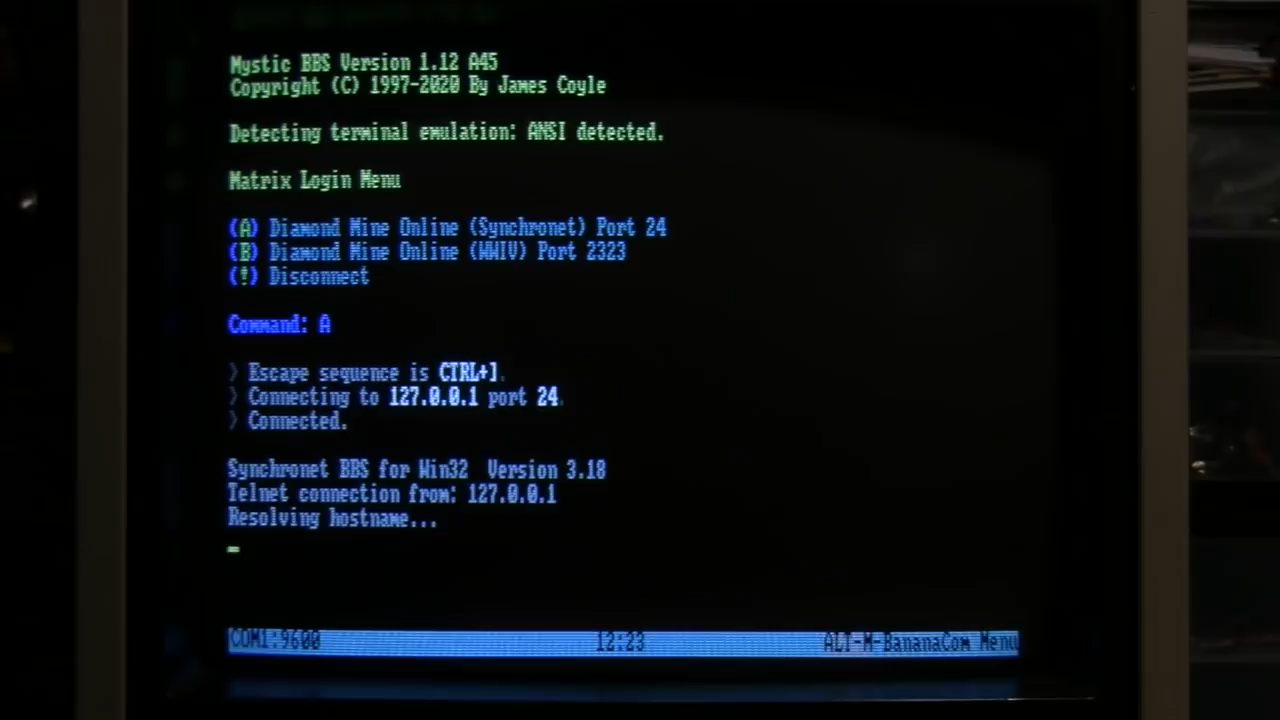 Mystic BBS Version 1.12 A45
Copyright (C) 1997-2020 By James Coyle
Detecting terminal emulation: ANSI detected.
Matrix Login Menu
(A) Diamond Mine Online (Synchronet) Port 24
(B) Diamond Mine Online (WWIV) Port 2323
(!) Disconnect
Command: A
> Escape sequence is CTRL+].
> Connecting to 127.0.0.1 port 24.
> Connected.
Synchronet BBS for Win32  Version 3.18
Telnet connection from: 127.0.0.1
Resolving hostname...
COM1:9600 12:23 ALT-M-BananaCom Menu